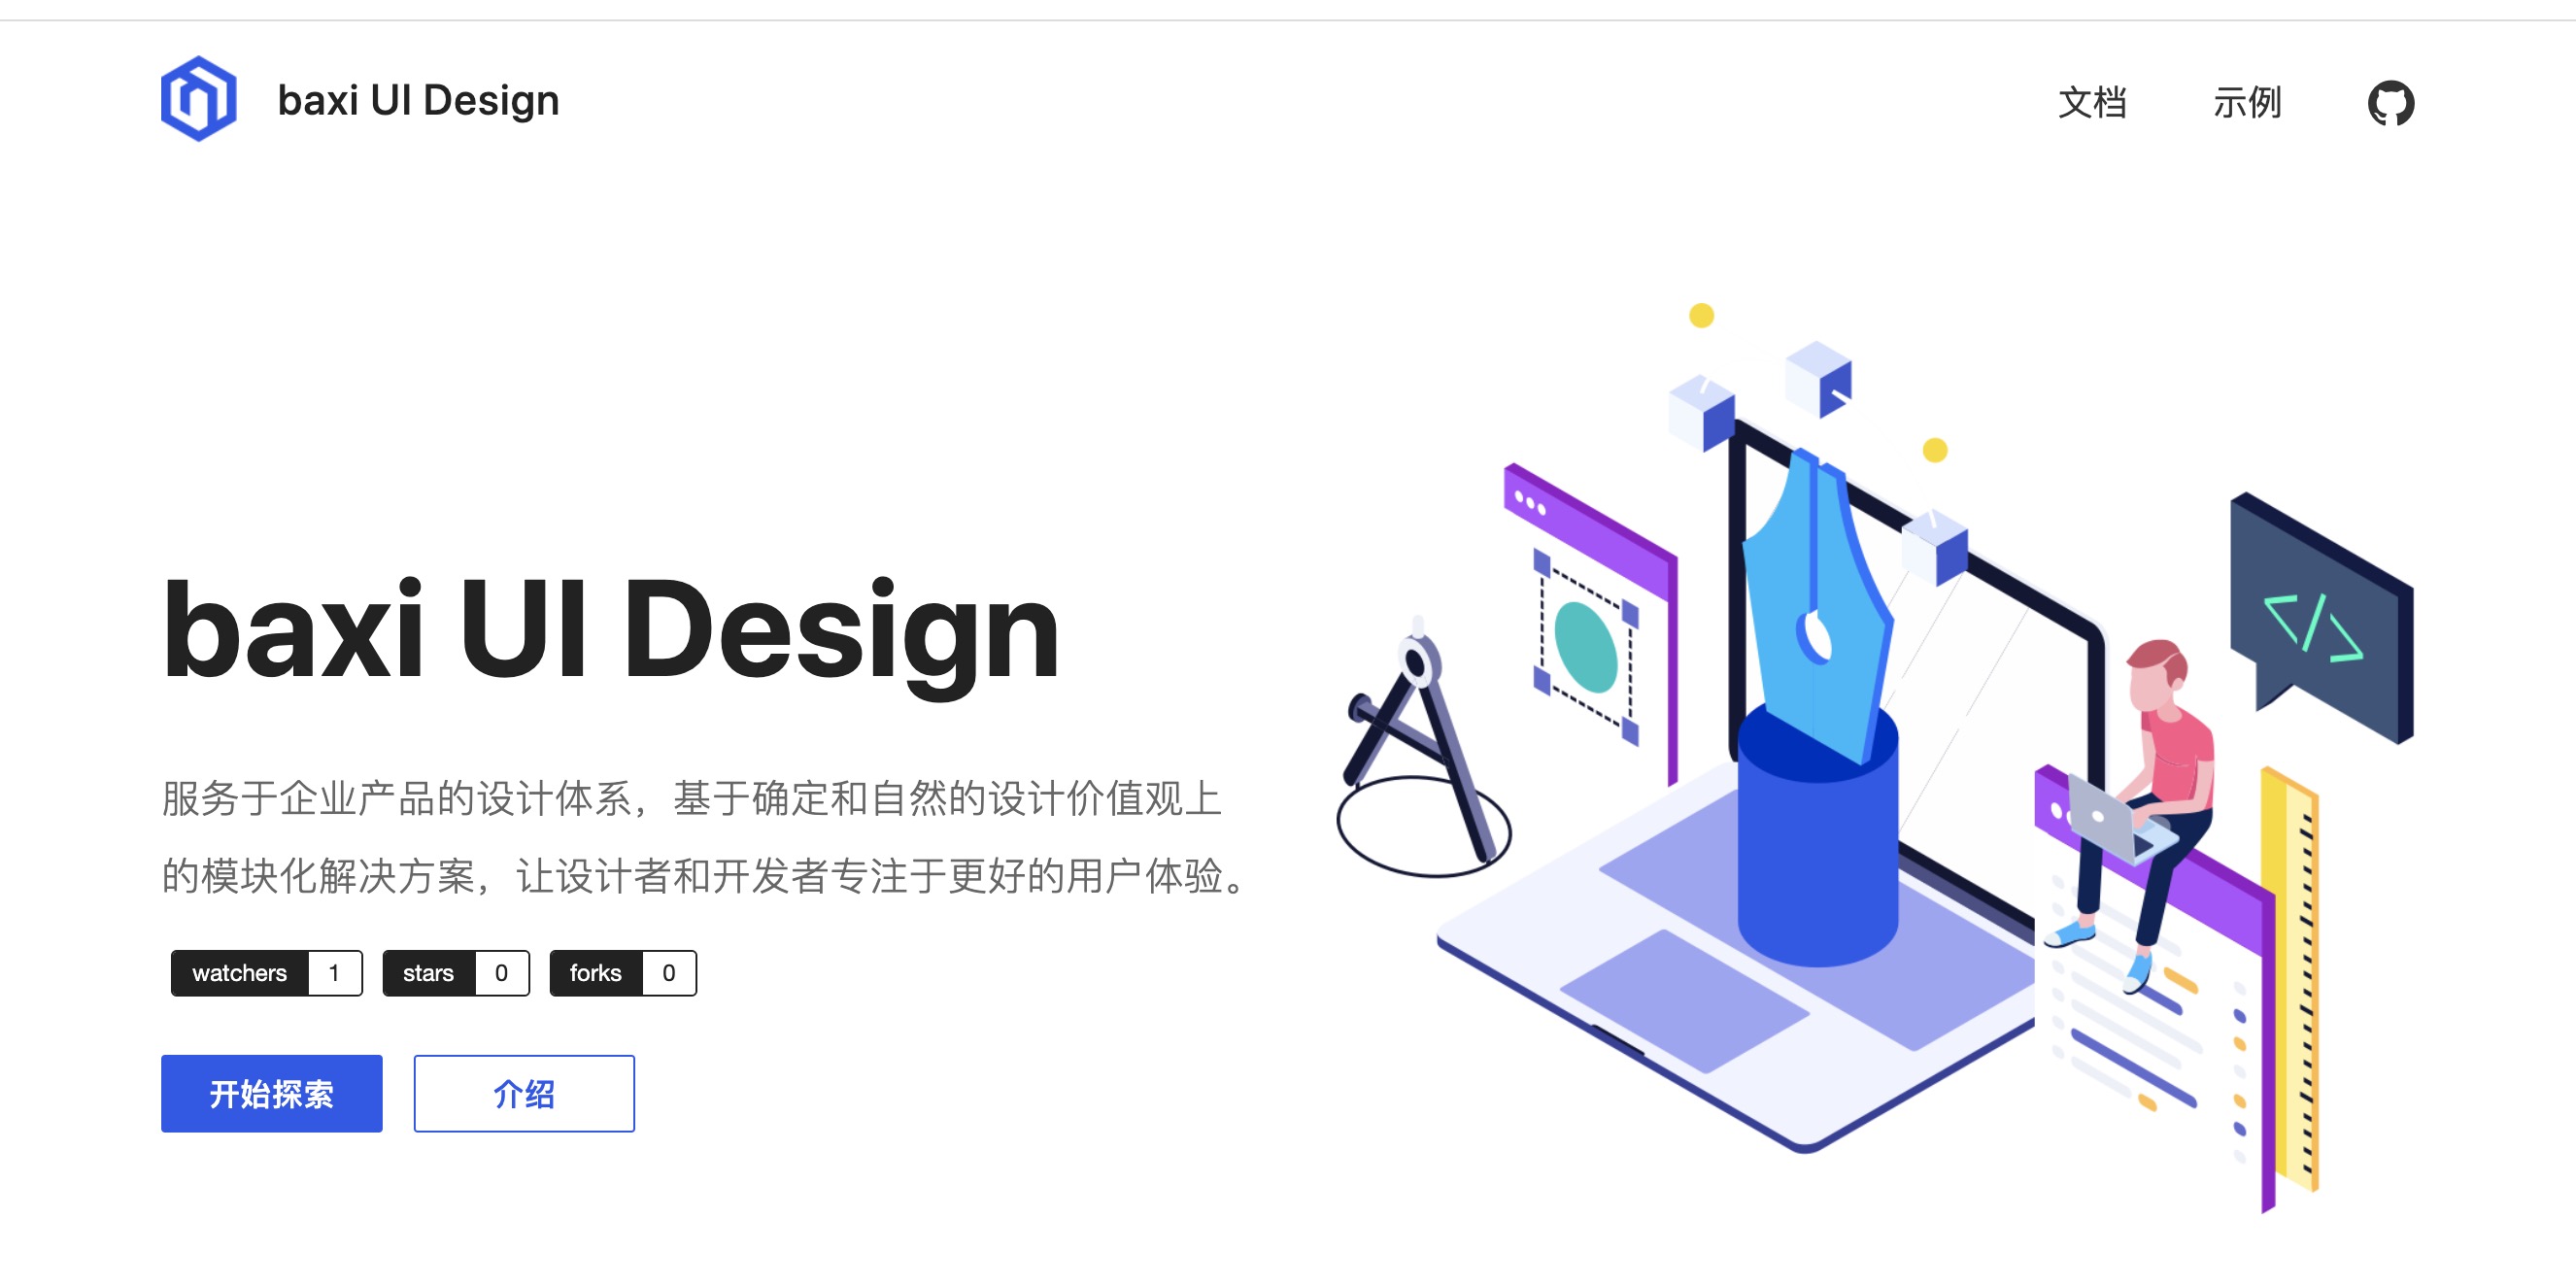 baxi UI Design
文档
示例
baxi UI Design
服务于企业产品的设计体系，基于确定和自然的设计价值观上
的模块化解决方案，让设计者和开发者专注于更好的用户体验。
watchers 1 stars 0 forks 0
开始探索 介绍
</>